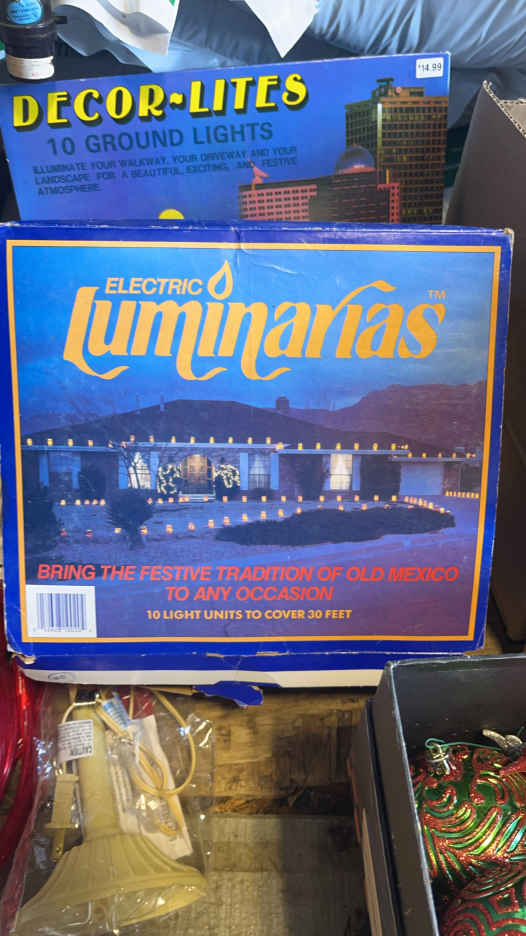 $14.99
DECOR~LITES
10 GROUND LIGHTS
ILLUMINATE YOUR WALKWAY, YOUR DRIVEWAY AND YOUR
LANDSCAPE FOR A BEAUTIFUL, EXCITING, AND FESTIVE
ATMOSPHERE.
ELECTRIC
Luminarias™
BRING THE FESTIVE TRADITION OF OLD MEXICO
TO ANY OCCASION
10 LIGHT UNITS TO COVER 30 FEET
CAUTION